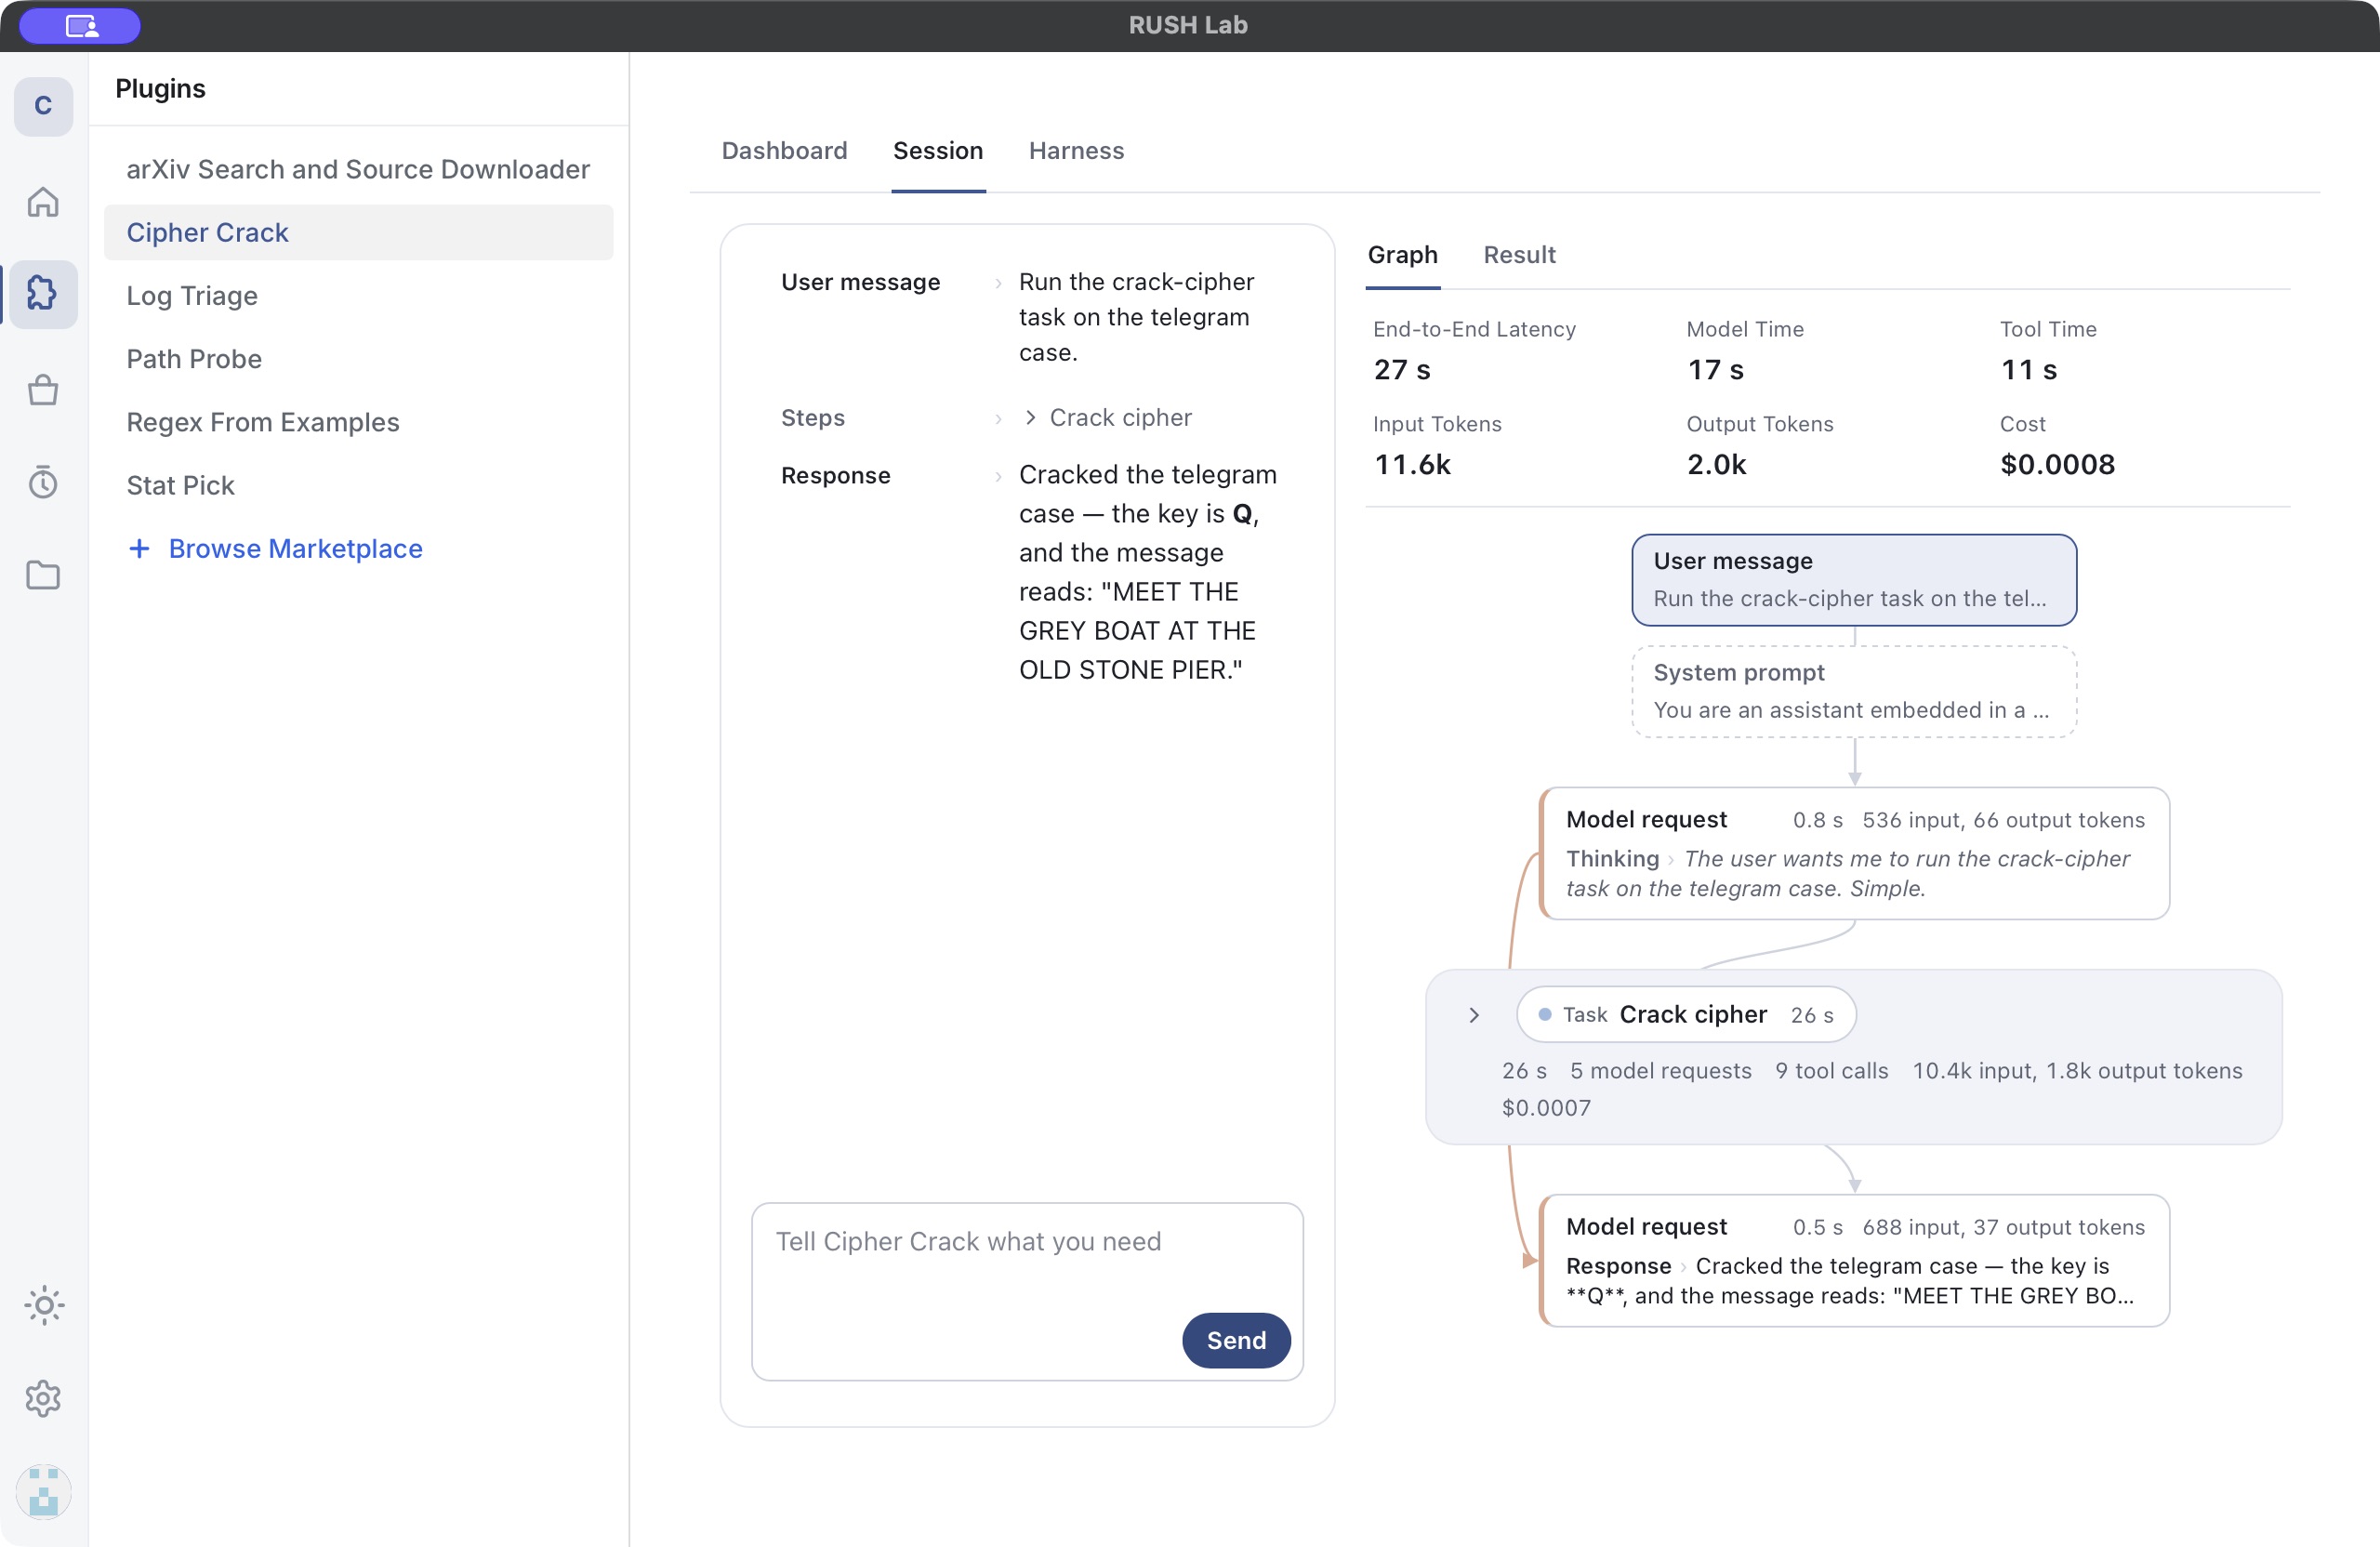 RUSH Lab
C
Plugins
arXiv Search and Source Downloader
Cipher Crack
Log Triage
Path Probe
Regex From Examples
Stat Pick
+ Browse Marketplace
Dashboard Session Harness
User message › Run the crack-cipher
task on the telegram
case.
Steps › > Crack cipher
Response › Cracked the telegram
case — the key is Q,
and the message
reads: "MEET THE
GREY BOAT AT THE
OLD STONE PIER."
Tell Cipher Crack what you need
Send
Graph Result
End-to-End Latency Model Time Tool Time
27 s 17 s 11 s
Input Tokens Output Tokens Cost
11.6k 2.0k $0.0008
User message
Run the crack-cipher task on the tel...
System prompt
You are an assistant embedded in a ...
Model request 0.8 s 536 input, 66 output tokens
Thinking › The user wants me to run the crack-cipher
task on the telegram case. Simple.
> Task Crack cipher 26 s
26 s 5 model requests 9 tool calls 10.4k input, 1.8k output tokens
$0.0007
Model request 0.5 s 688 input, 37 output tokens
Response › Cracked the telegram case — the key is
**Q**, and the message reads: "MEET THE GREY BO...